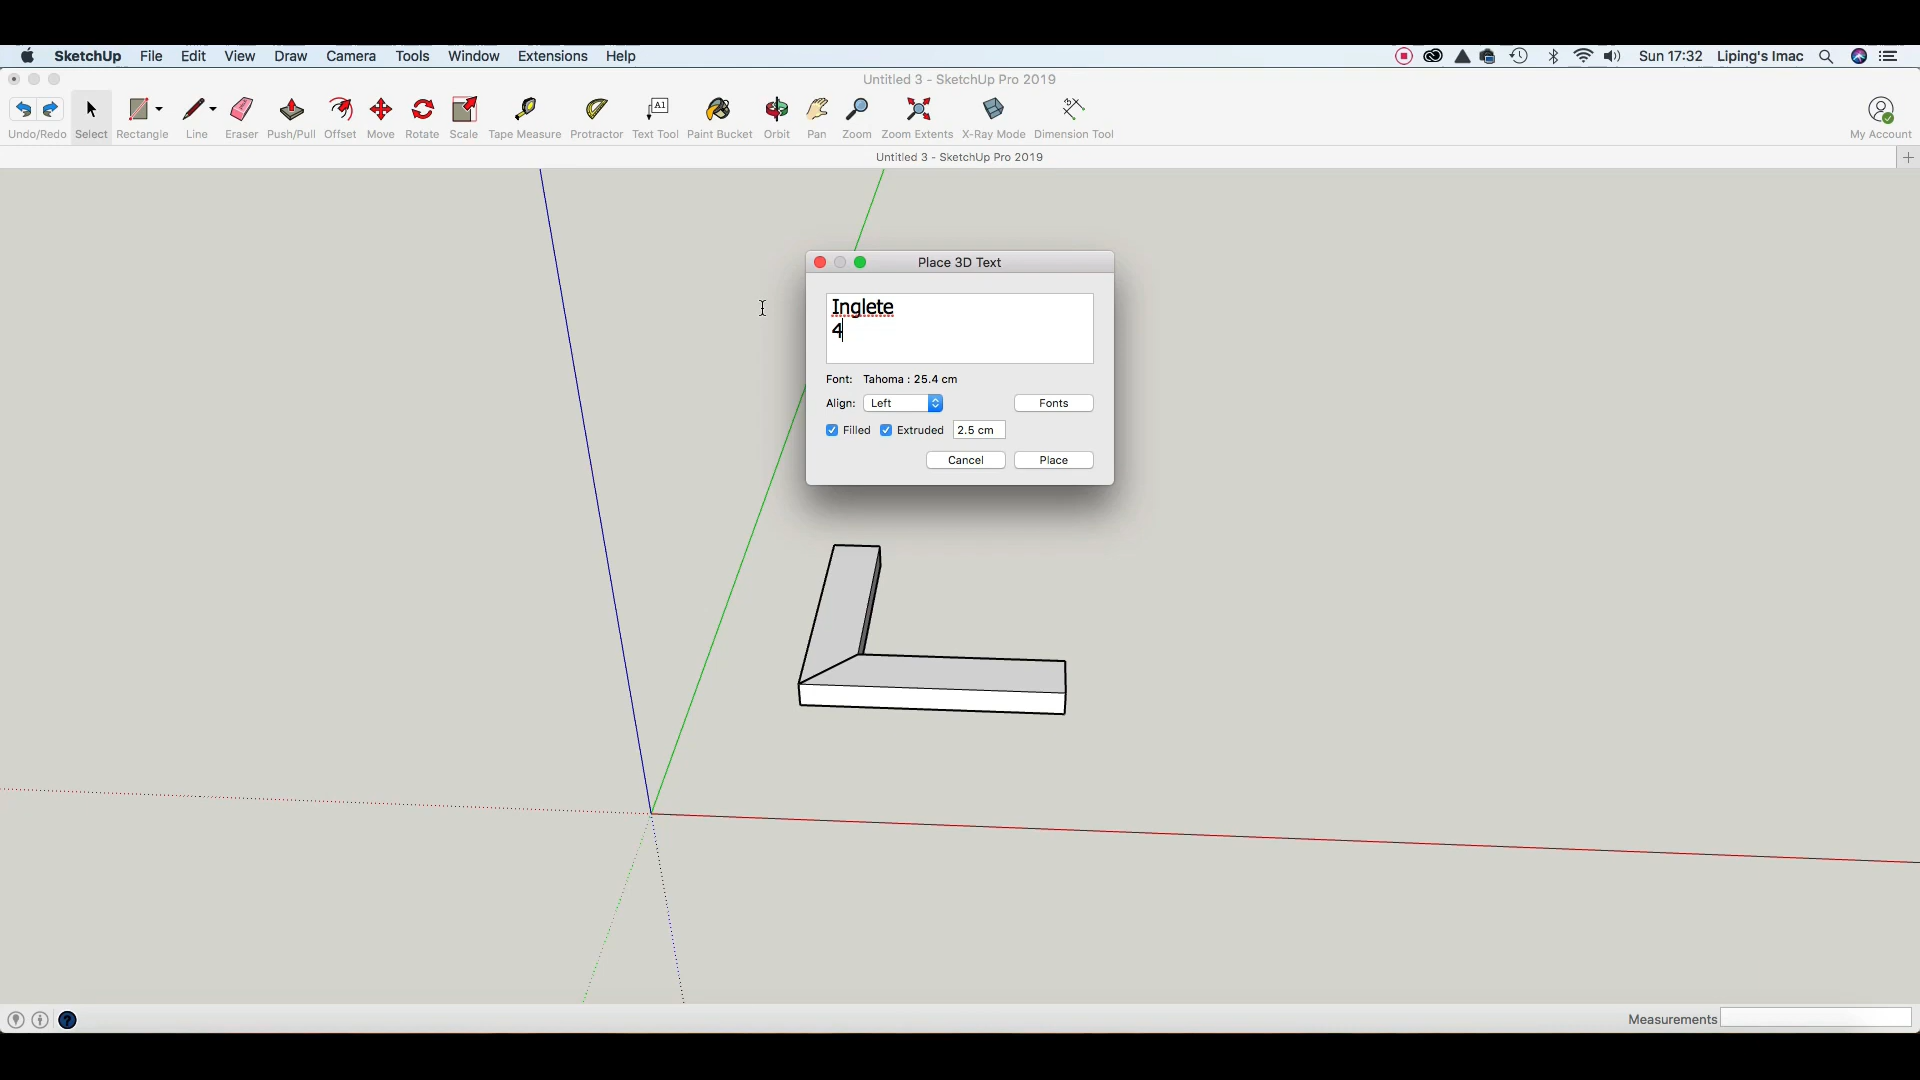 SketchUp File Edit View Draw Camera Tools Window Extensions Help Sun 17:32 Liping's Imac
Untitled 3 - SketchUp Pro 2019
A1
Undo/Redo Select Rectangle Line Eraser Push/Pull Offset Move Rotate Scale Tape Measure Protractor Text Tool Paint Bucket Orbit Pan Zoom Zoom Extents X-Ray Mode Dimension Tool My Account
Untitled 3 - SketchUp Pro 2019
Place 3D Text
Inglete
4
Font: Tahoma : 25.4 cm
Align: Left Fonts
Filled Extruded 2.5 cm
Cancel Place
? Measurements